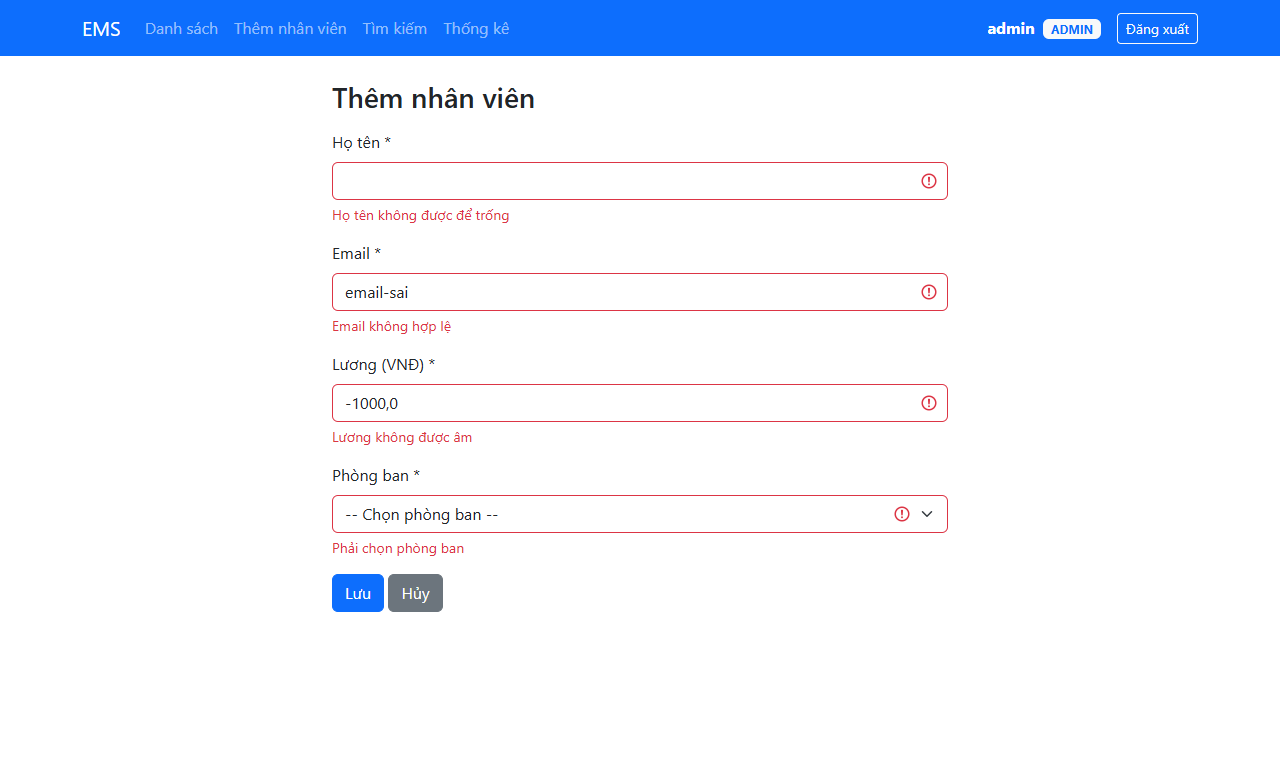 EMS Danh sách Thêm nhân viên Tìm kiếm Thống kê admin ADMIN Đăng xuất
Thêm nhân viên
Họ tên *
Họ tên không được để trống
Email *
email-sai
Email không hợp lệ
Lương (VNĐ) *
-1000,0
Lương không được âm
Phòng ban *
-- Chọn phòng ban --
Phải chọn phòng ban
Lưu Hủy